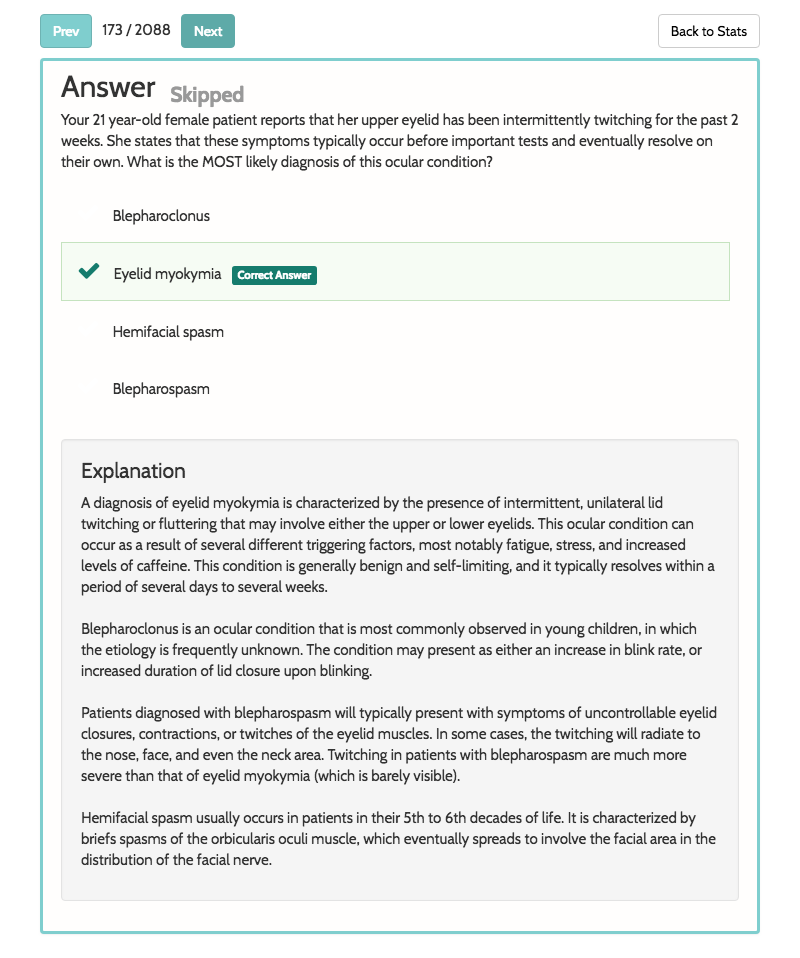 Prev 173 / 2088 Next Back to Stats
Answer Skipped
Your 21 year-old female patient reports that her upper eyelid has been intermittently twitching for the past 2
weeks. She states that these symptoms typically occur before important tests and eventually resolve on
their own. What is the MOST likely diagnosis of this ocular condition?
Blepharoclonus
Eyelid myokymia Correct Answer
Hemifacial spasm
Blepharospasm
Explanation
A diagnosis of eyelid myokymia is characterized by the presence of intermittent, unilateral lid
twitching or fluttering that may involve either the upper or lower eyelids. This ocular condition can
occur as a result of several different triggering factors, most notably fatigue, stress, and increased
levels of caffeine. This condition is generally benign and self-limiting, and it typically resolves within a
period of several days to several weeks.
Blepharoclonus is an ocular condition that is most commonly observed in young children, in which
the etiology is frequently unknown. The condition may present as either an increase in blink rate, or
increased duration of lid closure upon blinking.
Patients diagnosed with blepharospasm will typically present with symptoms of uncontrollable eyelid
closures, contractions, or twitches of the eyelid muscles. In some cases, the twitching will radiate to
the nose, face, and even the neck area. Twitching in patients with blepharospasm are much more
severe than that of eyelid myokymia (which is barely visible).
Hemifacial spasm usually occurs in patients in their 5th to 6th decades of life. It is characterized by
briefs spasms of the orbicularis oculi muscle, which eventually spreads to involve the facial area in the
distribution of the facial nerve.